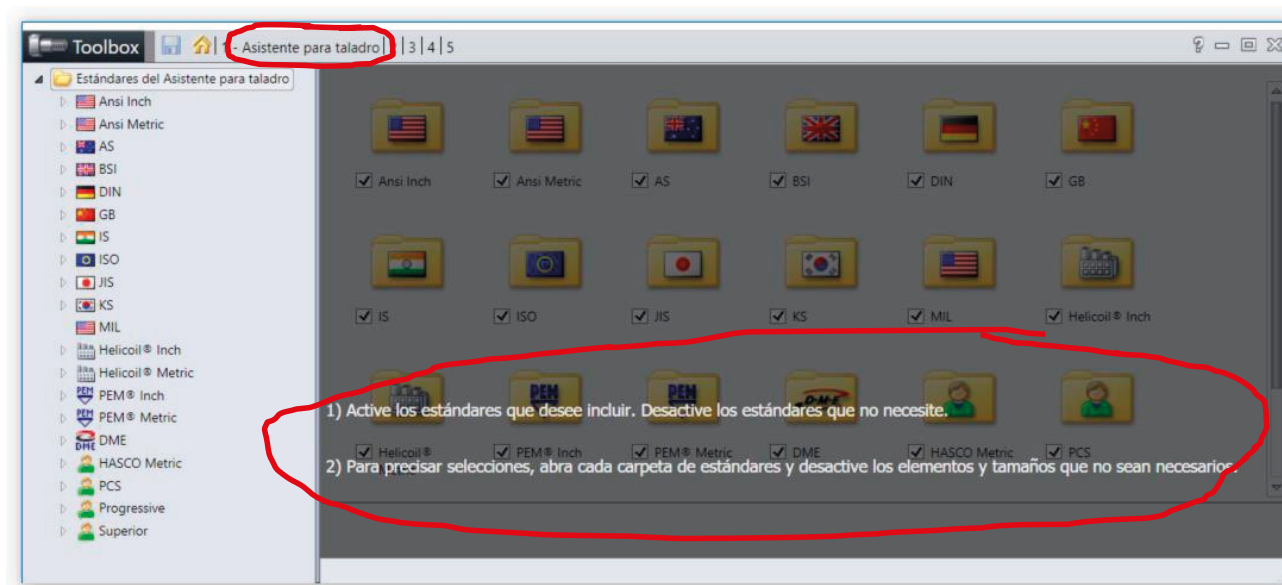 Toolbox
1 - Asistente para taladro | 2 | 3 | 4 | 5
Estándares del Asistente para taladro
Ansi Inch
Ansi Metric
AS
BSI
DIN
GB
IS
ISO
JIS
KS
MIL
Helicoil® Inch
Helicoil® Metric
PEM® Inch
PEM® Metric
DME
HASCO Metric
PCS
Progressive
Superior
Ansi Inch Ansi Metric AS BSI DIN GB
IS ISO JIS KS MIL Helicoil® Inch
1) Active los estándares que desee incluir. Desactive los estándares que no necesite.
Helicoil® PEM® Inch PEM® Metric DME HASCO Metric PCS
2) Para precisar selecciones, abra cada carpeta de estándares y desactive los elementos y tamaños que no sean necesarios.